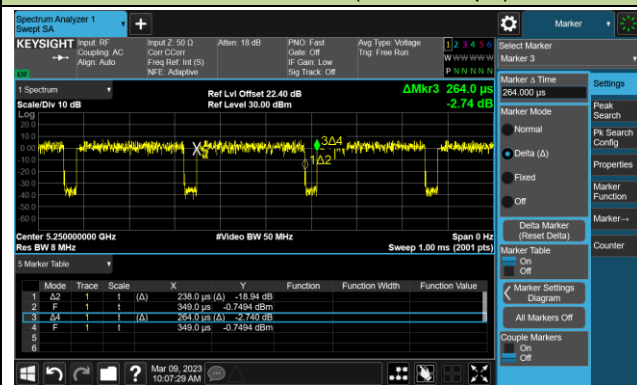 Spectrum Analyzer 1
Swept SA
+
Marker
KEYSIGHT
Input: RF
Coupling: AC
Align: Auto
Input Z: 50 Ω
Corr CCorr
Freq Ref: Int (S)
NFE: Adaptive
Atten: 18 dB
PNO: Fast
Gate: Off
IF Gain: Low
Sig Track: Off
Avg Type: Voltage
Trig: Free Run
1 2 3 4 5 6
W W W W W W
P N N N N N
Select Marker
Marker 3
1 Spectrum
Scale/Div 10 dB
Log
Ref Lvl Offset 22.40 dB
Ref Level 30.00 dBm
ΔMkr3 264.0 µs
-2.74 dB
20.0
10.0
0.00
-10.0
-20.0
-30.0
-40.0
-50.0
-60.0
3Δ4
1Δ2
Center 5.250000000 GHz
Res BW 8 MHz
#Video BW 50 MHz
Span 0 Hz
Sweep 1.00 ms (2001 pts)
5 Marker Table
Mode Trace Scale X Y Function Function Width Function Value
1 Δ2 1 t (Δ) 238.0 µs (Δ) -18.94 dB
2 F 1 t 349.0 µs -0.7494 dBm
3 Δ4 1 t (Δ) 264.0 µs (Δ) -2.740 dB
4 F 1 t 349.0 µs -0.7494 dBm
5
6
Marker Δ Time
264.000 µs
Marker Mode
Normal
Delta (Δ)
Fixed
Off
Delta Marker
(Reset Delta)
Marker Table
On
Off
Marker Settings
Diagram
All Markers Off
Couple Markers
On
Off
Settings
Peak
Search
Pk Search
Config
Properties
Marker
Function
Marker→
Counter
?
Mar 09, 2023
10:07:29 AM